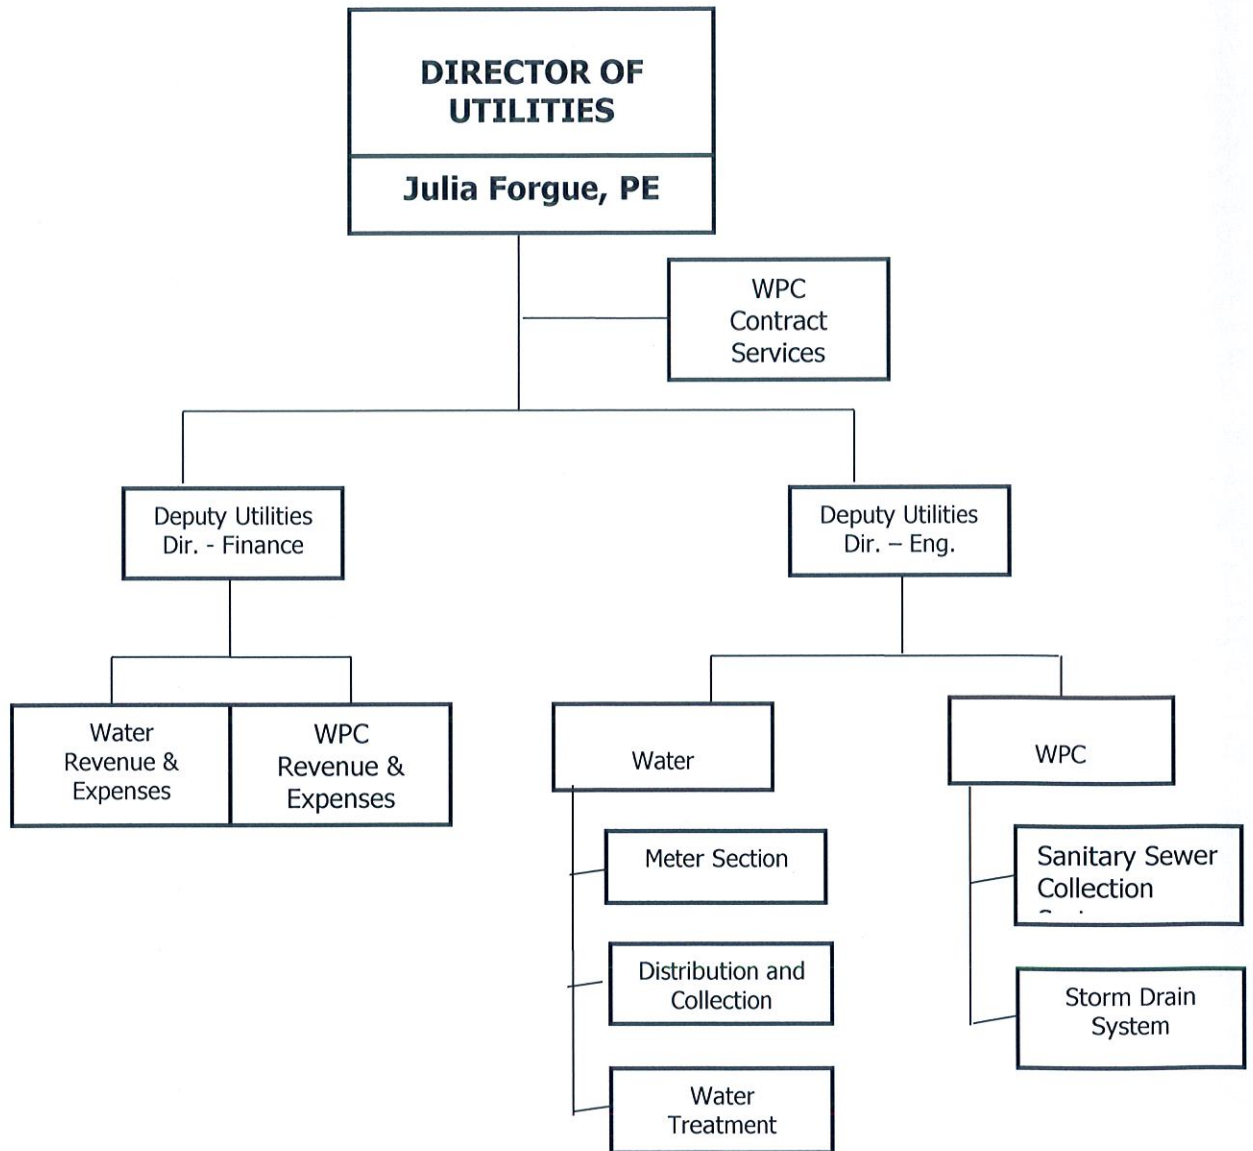 DIRECTOR OF
UTILITIES
Julia Forgue, PE
WPC
Contract
Services
Deputy Utilities
Dir. - Finance
Deputy Utilities
Dir. – Eng.
Water
Revenue &
Expenses
WPC
Revenue &
Expenses
Water
WPC
Meter Section
Sanitary Sewer
Collection
Distribution and
Collection
Storm Drain
System
Water
Treatment